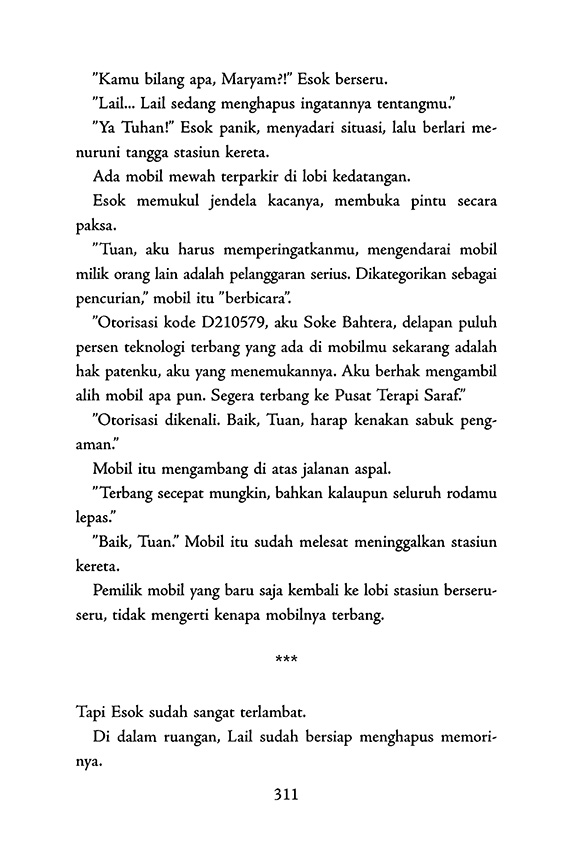 "Kamu bilang apa, Maryam?!" Esok berseru.
"Lail... Lail sedang menghapus ingatannya tentangmu."
"Ya Tuhan!" Esok panik, menyadari situasi, lalu berlari me-
nuruni tangga stasiun kereta.
Ada mobil mewah terparkir di lobi kedatangan.
Esok memukul jendela kacanya, membuka pintu secara
paksa.
"Tuan, aku harus memperingatkanmu, mengendarai mobil
milik orang lain adalah pelanggaran serius. Dikategorikan sebagai
pencurian," mobil itu "berbicara".
"Otorisasi kode D210579, aku Soke Bahtera, delapan puluh
persen teknologi terbang yang ada di mobilmu sekarang adalah
hak patenku, aku yang menemukannya. Aku berhak mengambil
alih mobil apa pun. Segera terbang ke Pusat Terapi Saraf."
"Otorisasi dikenali. Baik, Tuan, harap kenakan sabuk peng-
aman."
Mobil itu mengambang di atas jalanan aspal.
"Terbang secepat mungkin, bahkan kalaupun seluruh rodamu
lepas."
"Baik, Tuan." Mobil itu sudah melesat meninggalkan stasiun
kereta.
Pemilik mobil yang baru saja kembali ke lobi stasiun berseru-
seru, tidak mengerti kenapa mobilnya terbang.
***
Tapi Esok sudah sangat terlambat.
Di dalam ruangan, Lail sudah bersiap menghapus memori-
nya.
311